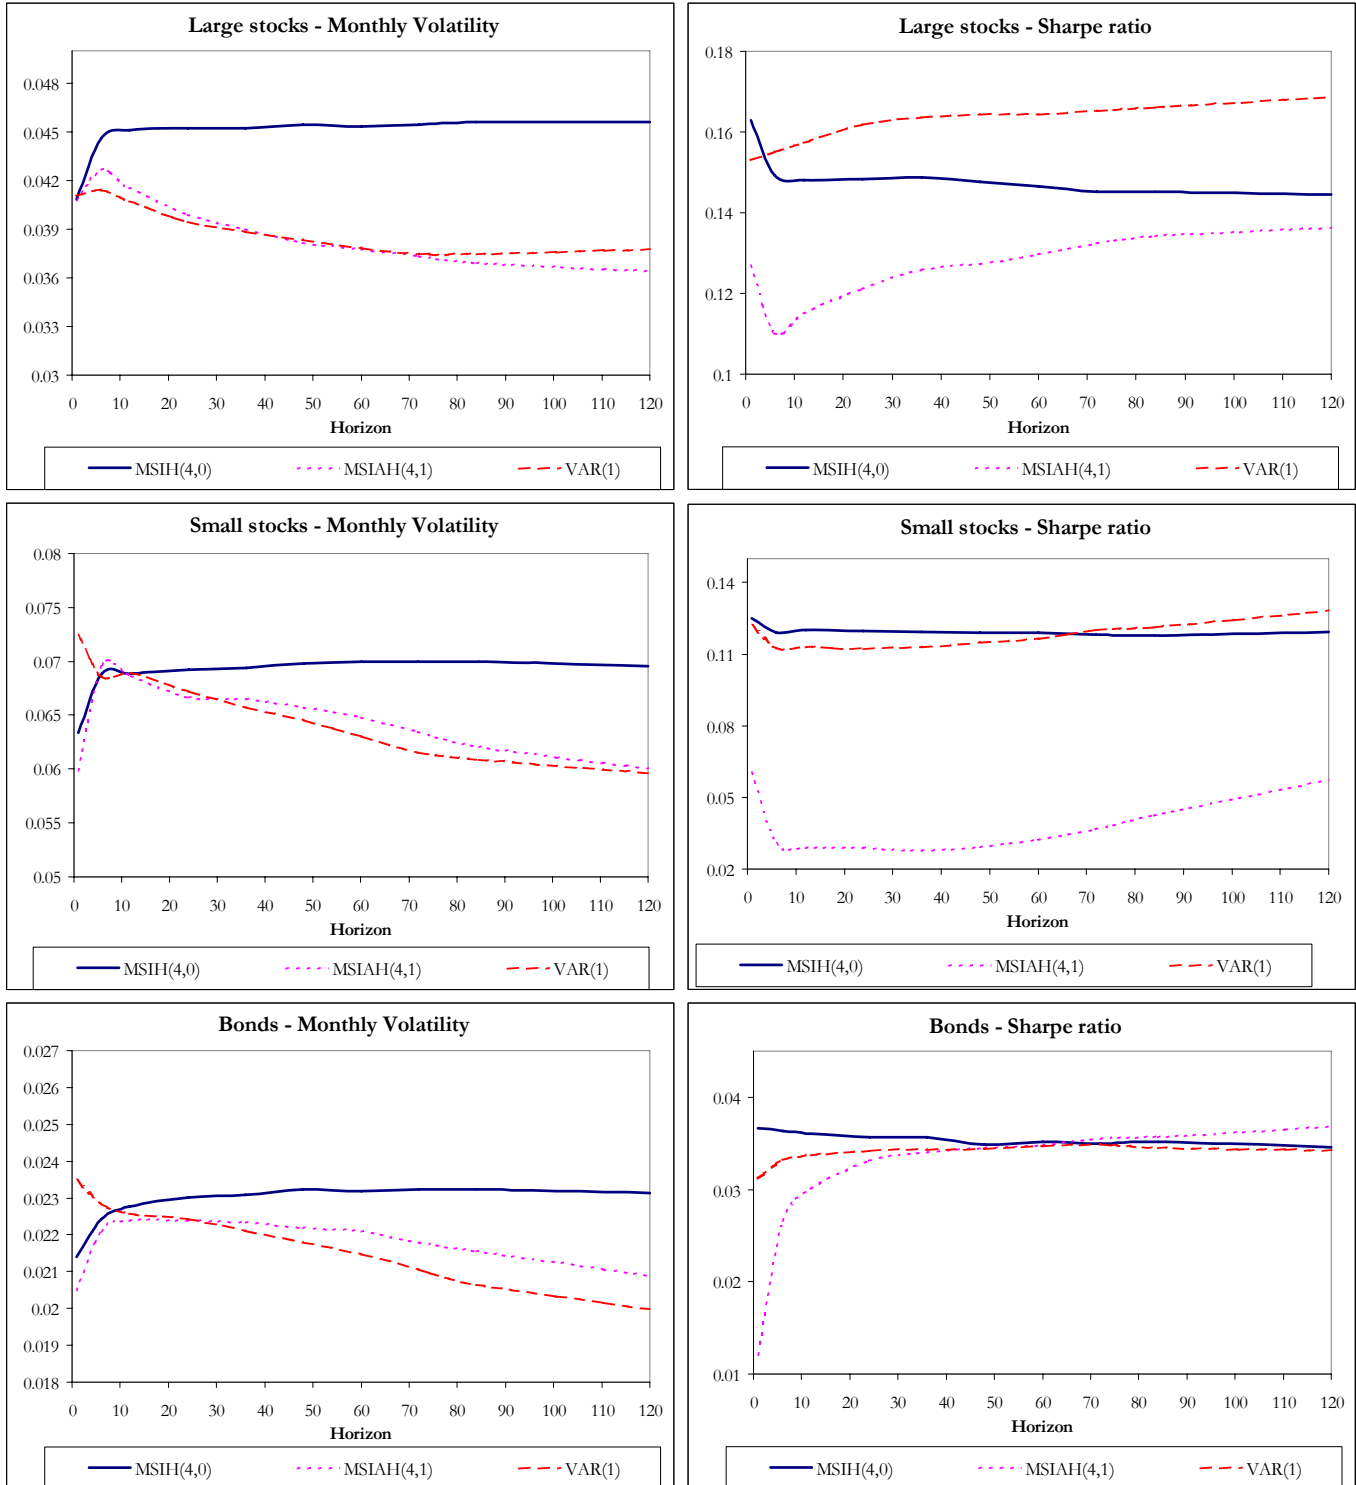 Large stocks - Monthly Volatility
0.048
0.045
0.042
0.039
0.036
0.033
0.03
0 10 20 30 40 50 60 70 80 90 100 110 120
Horizon
MSIH(4,0) MSIAH(4,1) VAR(1)
Large stocks - Sharpe ratio
0.18
0.16
0.14
0.12
0.1
0 10 20 30 40 50 60 70 80 90 100 110 120
Horizon
MSIH(4,0) MSIAH(4,1) VAR(1)
Small stocks - Monthly Volatility
0.08
0.075
0.07
0.065
0.06
0.055
0.05
0 10 20 30 40 50 60 70 80 90 100 110 120
Horizon
MSIH(4,0) MSIAH(4,1) VAR(1)
Small stocks - Sharpe ratio
0.14
0.11
0.08
0.05
0.02
0 10 20 30 40 50 60 70 80 90 100 110 120
Horizon
MSIH(4,0) MSIAH(4,1) VAR(1)
Bonds - Monthly Volatility
0.027
0.026
0.025
0.024
0.023
0.022
0.021
0.02
0.019
0.018
0 10 20 30 40 50 60 70 80 90 100 110 120
Horizon
MSIH(4,0) MSIAH(4,1) VAR(1)
Bonds - Sharpe ratio
0.04
0.03
0.02
0.01
0 10 20 30 40 50 60 70 80 90 100 110 120
Horizon
MSIH(4,0) MSIAH(4,1) VAR(1)